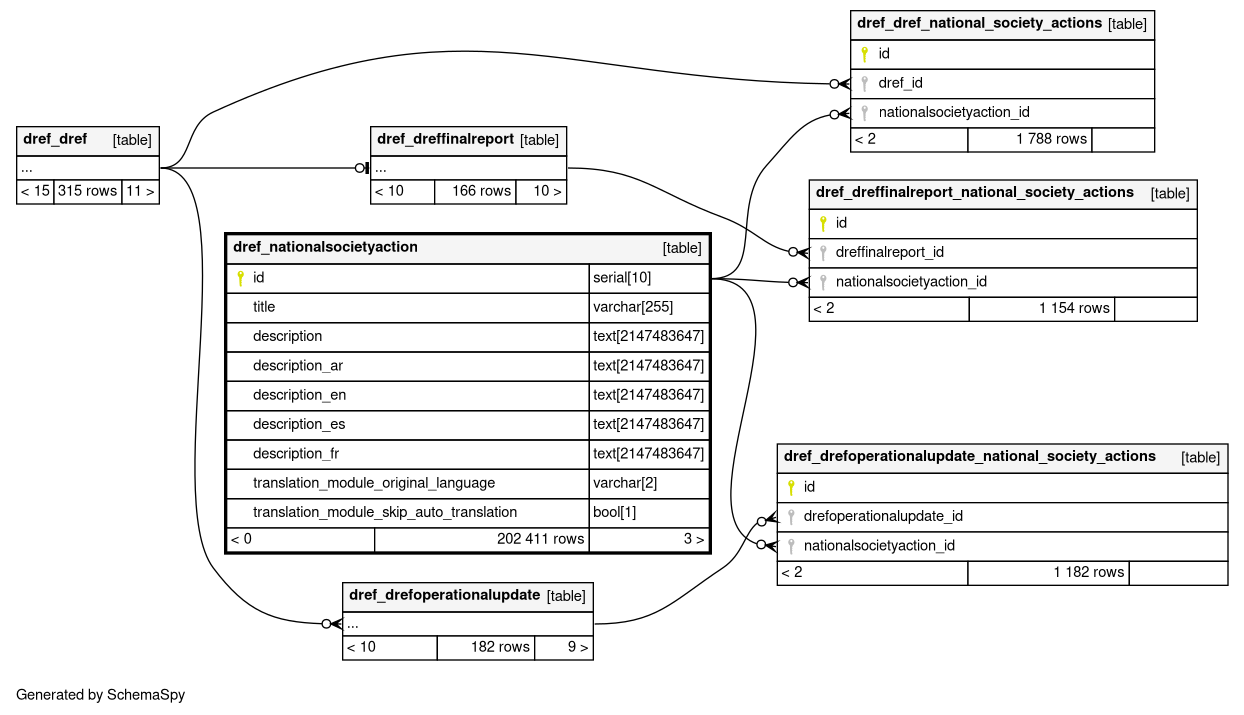 dref_dref_national_society_actions [table]
id
dref_id
nationalsocietyaction_id
< 2 1 788 rows
dref_dref [table]
...
< 15 315 rows 11 >
dref_dreffinalreport [table]
...
< 10 166 rows 10 >
dref_dreffinalreport_national_society_actions [table]
id
dreffinalreport_id
nationalsocietyaction_id
< 2 1 154 rows
dref_nationalsocietyaction [table]
id serial[10]
title varchar[255]
description text[2147483647]
description_ar text[2147483647]
description_en text[2147483647]
description_es text[2147483647]
description_fr text[2147483647]
translation_module_original_language varchar[2]
translation_module_skip_auto_translation bool[1]
< 0 202 411 rows 3 >
dref_drefoperationalupdate_national_society_actions [table]
id
drefoperationalupdate_id
nationalsocietyaction_id
< 2 1 182 rows
dref_drefoperationalupdate [table]
...
< 10 182 rows 9 >
Generated by SchemaSpy